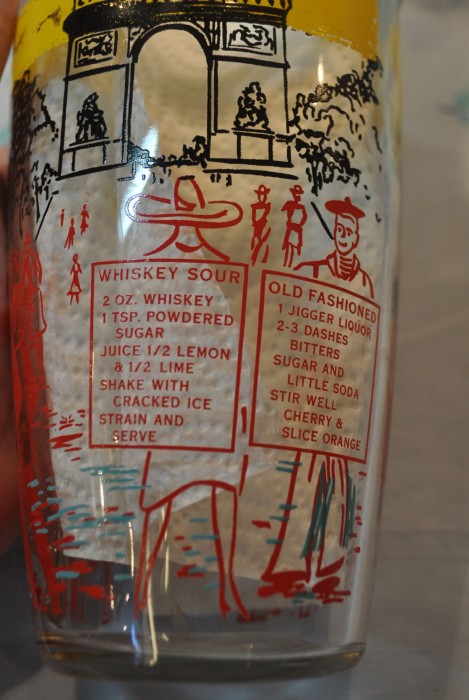 WHISKEY SOUR
2 OZ. WHISKEY
1 TSP. POWDERED
SUGAR
JUICE 1/2 LEMON
& 1/2 LIME
SHAKE WITH
CRACKED ICE
STRAIN AND
SERVE
OLD FASHIONED
1 JIGGER LIQUOR
2-3 DASHES
BITTERS
SUGAR AND
LITTLE SODA
STIR WELL
CHERRY &
SLICE ORANGE